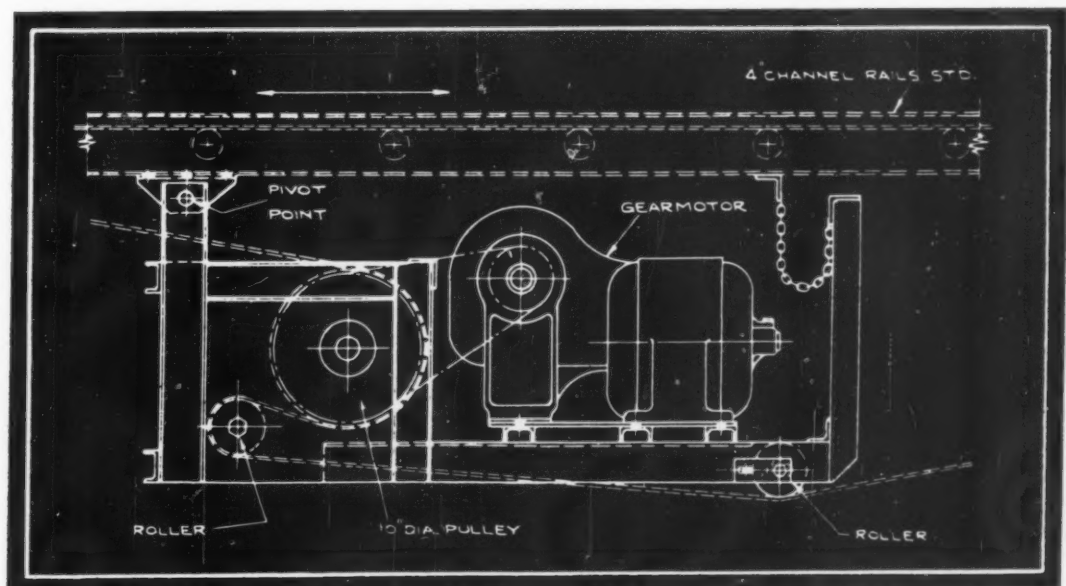 4 CHANNEL RAILS STD.
PIVOT
POINT
GEARMOTOR
ROLLER
10" DIA. PULLEY
ROLLER